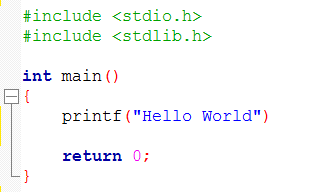 #include <stdio.h>
#include <stdlib.h>
int main()
{
    printf("Hello World")
    return 0;
}